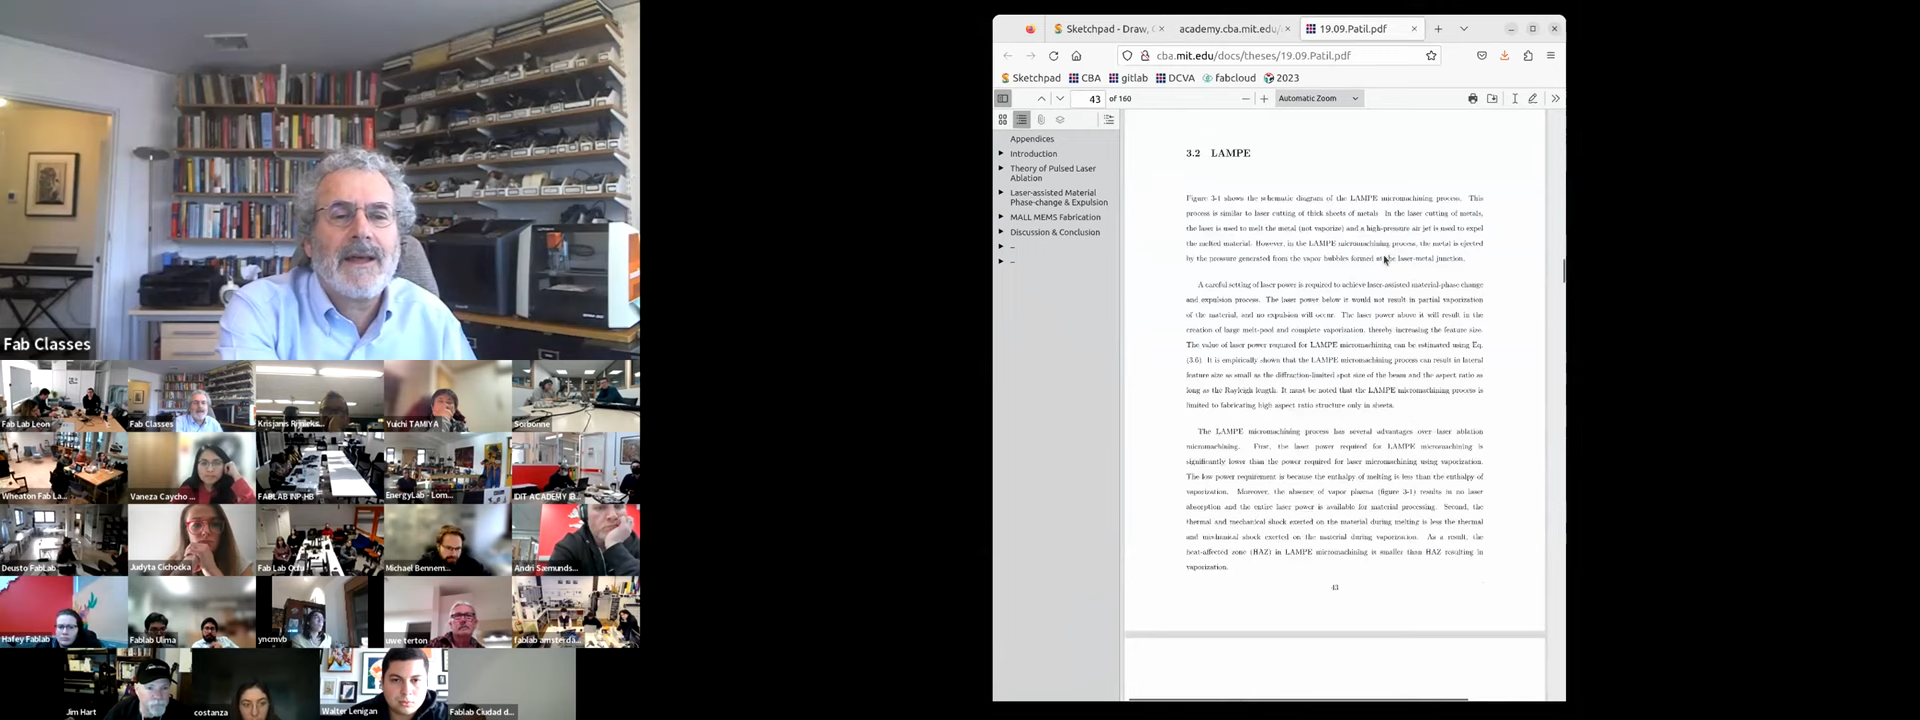 Fab Classes
Fab Lab Leon
Fab Classes
Krisjanis Rijnieks
Yuichi TAMIYA
Sorbonne
Wheaton Fab La...
Vaneza Caycho ...
FABLAB INP-HB
EnergyLab - Lom...
IDIT ACADEMY IB...
Deusto FabLab
Judyta Cichocka
Fab Lab Oulu
Michael Bennem...
Andri Sæmunds...
Hafey Fablab
Fablab Ulima
yncmvb
uwe terton
fablab amsterda...
Jim Hart
costanza
Walter Lenigan
Fablab Ciudad d...
Sketchpad - Draw, C
academy.cba.mit.edu/
19.09.Patil.pdf
cba.mit.edu/docs/theses/19.09.Patil.pdf
Sketchpad
CBA
gitlab
DCVA
fabcloud
2023
43
of 160
Automatic Zoom
Appendices
Introduction
Theory of Pulsed Laser
Ablation
Laser-assisted Material
Phase-change & Expulsion
MALL MEMS Fabrication
Discussion & Conclusion
–
–
3.2 LAMPE
Figure 3-1 shows the schematic diagram of the LAMPE micromachining process. This
process is similar to laser cutting of thick sheets of metals. In the laser cutting of metals,
the laser is used to melt the metal (not vaporize) and a high-pressure air jet is used to expel
the melted material. However, in the LAMPE micromachining process, the metal is ejected
by the pressure generated from the vapor bubbles formed at the laser-metal junction.
A careful setting of laser power is required to achieve laser-assisted material-phase change
and expulsion process. The laser power below it would not result in partial vaporization
of the material, and no expulsion will occur. The laser power above it will result in the
creation of large melt-pool and complete vaporization, thereby increasing the feature size.
The value of laser power required for LAMPE micromachining can be estimated using Eq.
(3.6). It is empirically shown that the LAMPE micromachining process can result in lateral
feature size as small as the diffraction-limited spot size of the beam and the aspect ratio as
long as the Rayleigh length. It must be noted that the LAMPE micromachining process is
limited to fabricating high aspect ratio structure only in sheets.
The LAMPE micromachining process has several advantages over laser ablation
micromachining. First, the laser power required for LAMPE micromachining is
significantly lower than the power required for laser micromachining using vaporization.
The low power requirement is because the enthalpy of melting is less than the enthalpy of
vaporization. Moreover, the absence of vapor plasma (figure 3-1) results in no laser
absorption and the entire laser power is available for material processing. Second, the
thermal and mechanical shock exerted on the material during melting is less the thermal
and mechanical shock exerted on the material during vaporization. As a result, the
heat-affected zone (HAZ) in LAMPE micromachining is smaller than HAZ resulting in
vaporization.
43